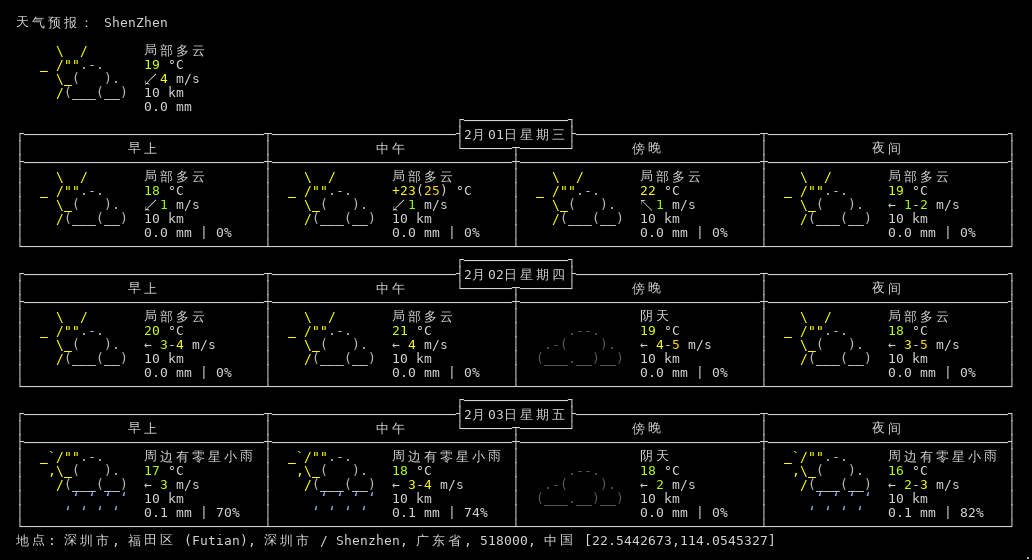 天气预报： ShenZhen
局部多云
19 °C
↙ 4 m/s
10 km
0.0 mm
2月01日星期三
早上 中午 傍晚 夜间
局部多云 局部多云 局部多云 局部多云
18 °C +23(25) °C 22 °C 19 °C
↙ 1 m/s ↙ 1 m/s ↖ 1 m/s ← 1-2 m/s
10 km 10 km 10 km 10 km
0.0 mm | 0% 0.0 mm | 0% 0.0 mm | 0% 0.0 mm | 0%
2月02日星期四
早上 中午 傍晚 夜间
局部多云 局部多云 阴天 局部多云
20 °C 21 °C 19 °C 18 °C
← 3-4 m/s ← 4 m/s ← 4-5 m/s ← 3-5 m/s
10 km 10 km 10 km 10 km
0.0 mm | 0% 0.0 mm | 0% 0.0 mm | 0% 0.0 mm | 0%
2月03日星期五
早上 中午 傍晚 夜间
周边有零星小雨 周边有零星小雨 阴天 周边有零星小雨
17 °C 18 °C 18 °C 16 °C
← 3 m/s ← 3-4 m/s ← 2 m/s ← 2-3 m/s
10 km 10 km 10 km 10 km
0.1 mm | 70% 0.1 mm | 74% 0.0 mm | 0% 0.1 mm | 82%
地点: 深圳市, 福田区 (Futian), 深圳市 / Shenzhen, 广东省, 518000, 中国 [22.5442673,114.0545327]